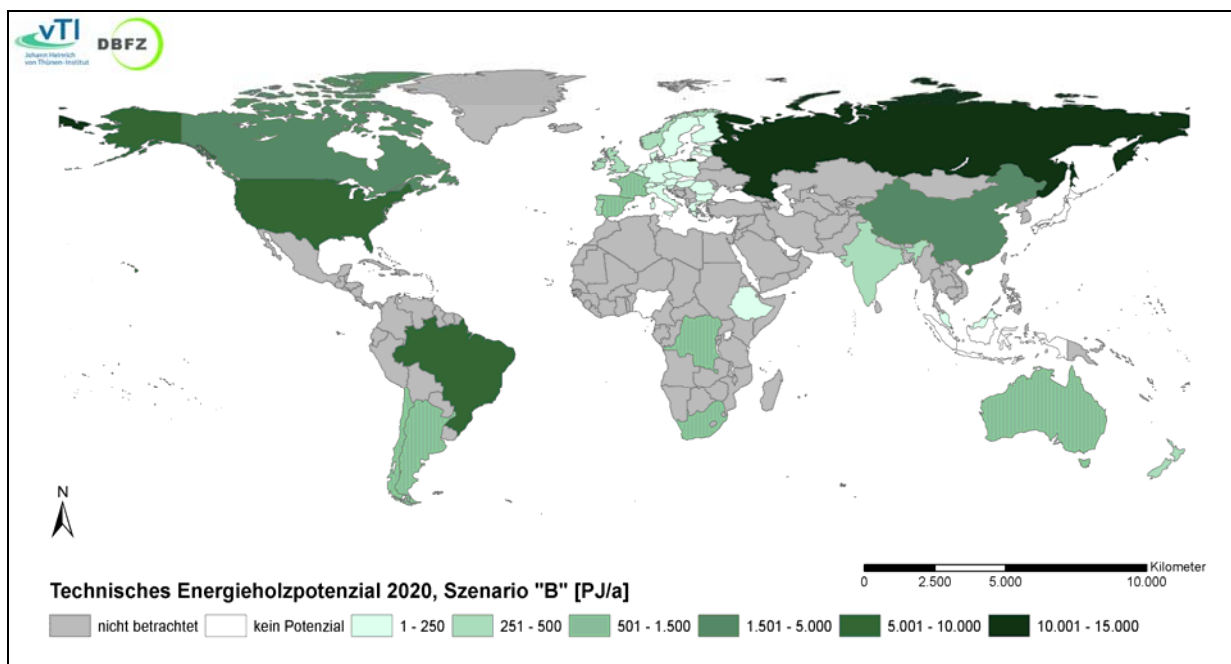 vTI
Johann Heinrich
von Thünen-Institut
DBFZ
N
Kilometer
0 2.500 5.000 10.000
Technisches Energieholzpotenzial 2020, Szenario "B" [PJ/a]
nicht betrachtet kein Potenzial 1 - 250 251 - 500 501 - 1.500 1.501 - 5.000 5.001 - 10.000 10.001 - 15.000